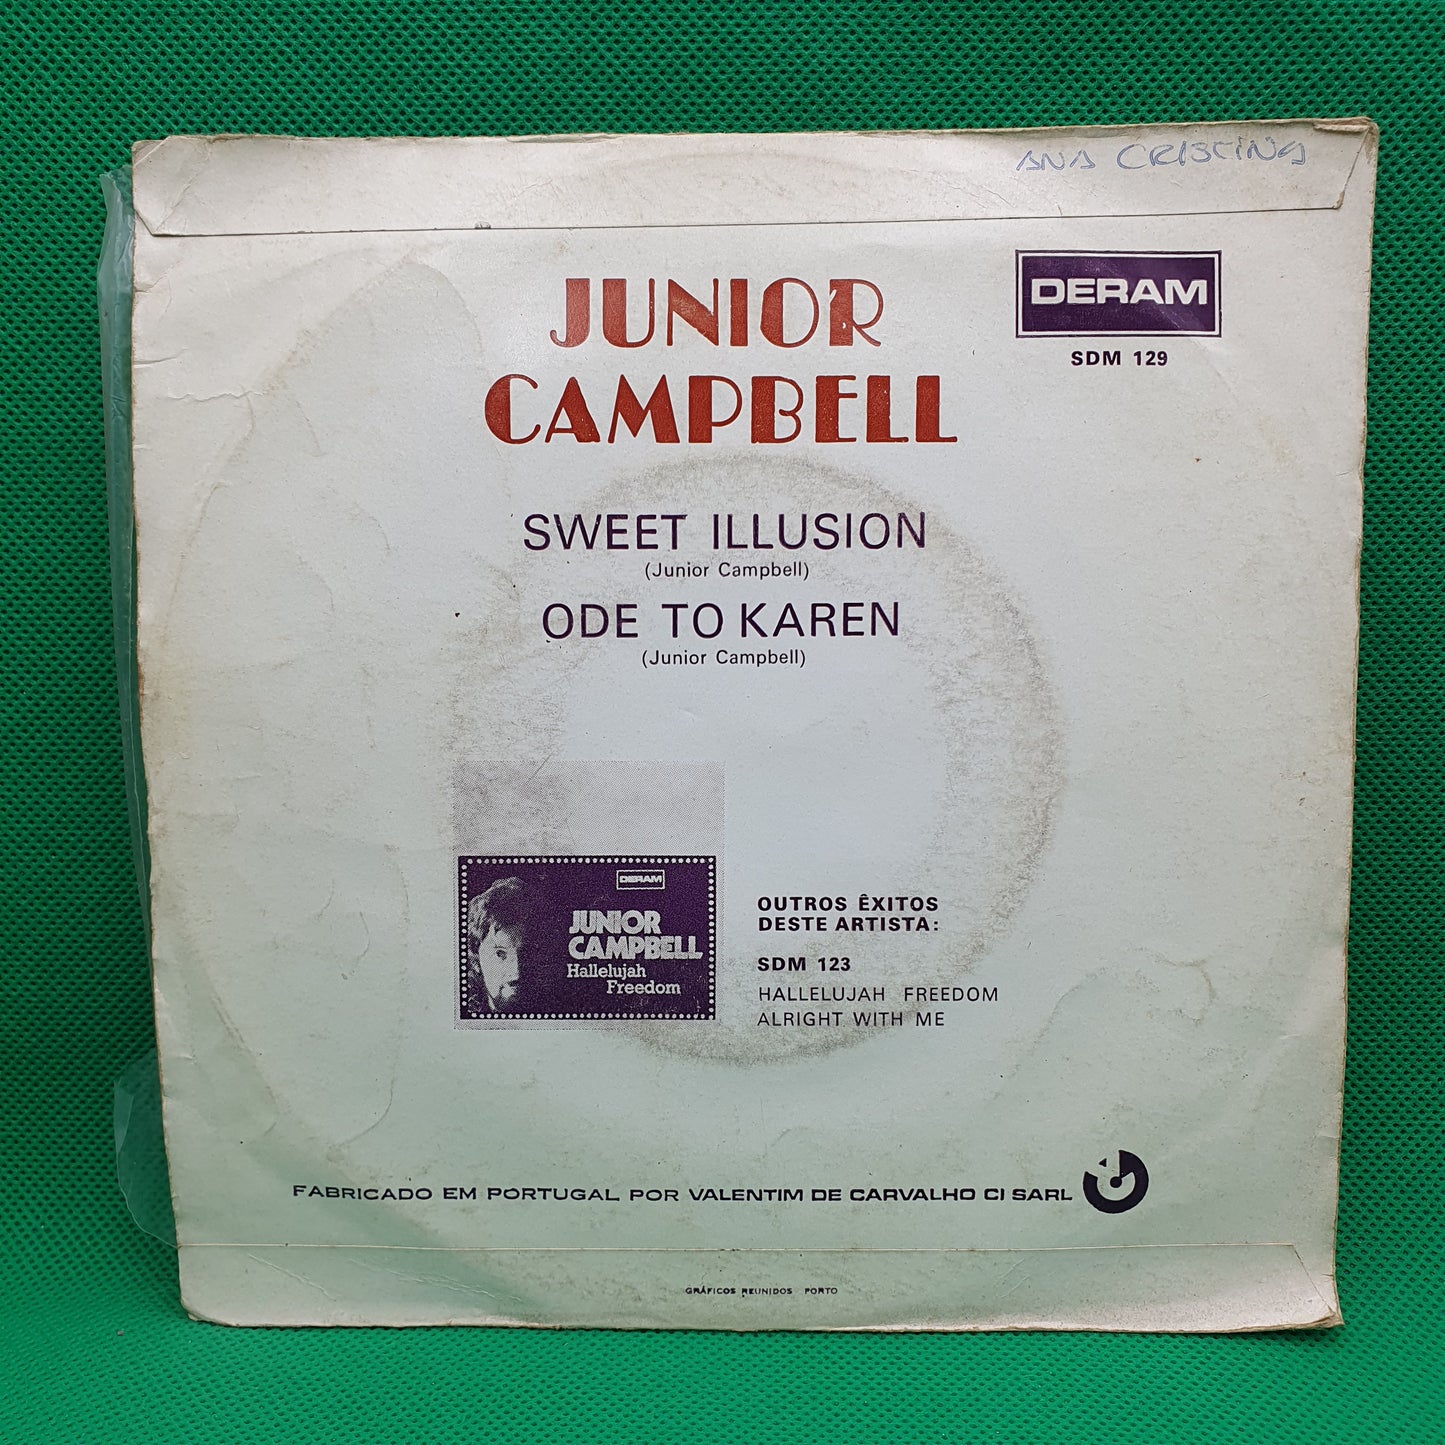 ANA CRISTINA
DERAM
SDM 129
JUNIOR
CAMPBELL
SWEET ILLUSION
(Junior Campbell)
ODE TO KAREN
(Junior Campbell)
DERAM
JUNIOR
CAMPBELL
Hallelujah
Freedom
OUTROS ÊXITOS
DESTE ARTISTA:
SDM 123
HALLELUJAH FREEDOM
ALRIGHT WITH ME
FABRICADO EM PORTUGAL POR VALENTIM DE CARVALHO CI SARL
GRÁFICOS REUNIDOS PORTO